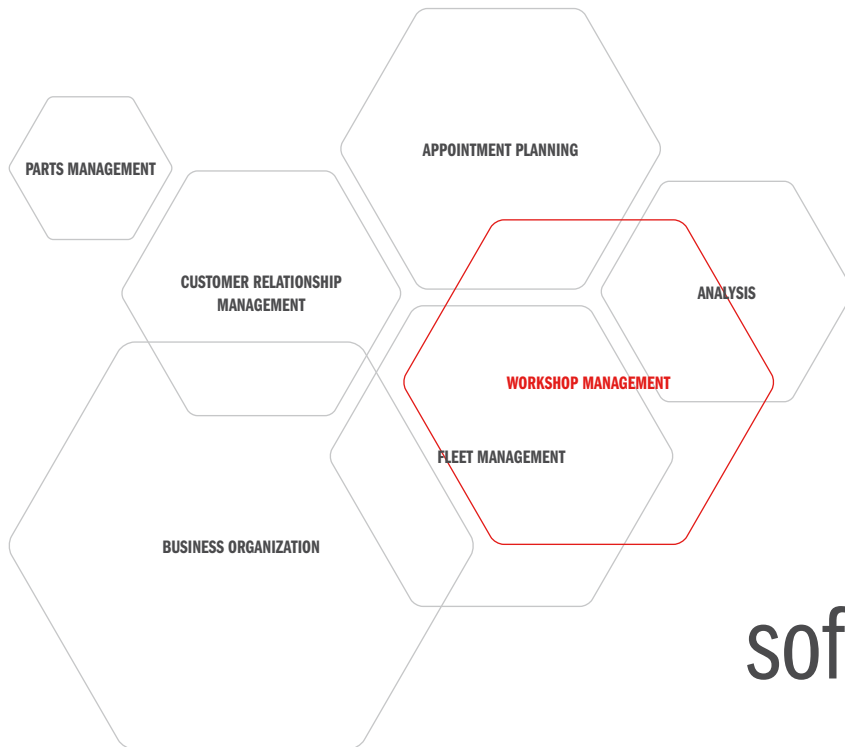 APPOINTMENT PLANNING
PARTS MANAGEMENT
CUSTOMER RELATIONSHIP
MANAGEMENT
ANALYSIS
WORKSHOP MANAGEMENT
FLEET MANAGEMENT
BUSINESS ORGANIZATION
sof